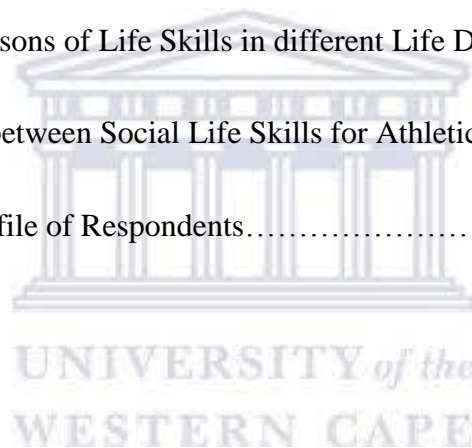 sons of Life Skills in different Life D
between Social Life Skills for Athletic
file of Respondents…………………
UNIVERSITY of the
WESTERN CAPE